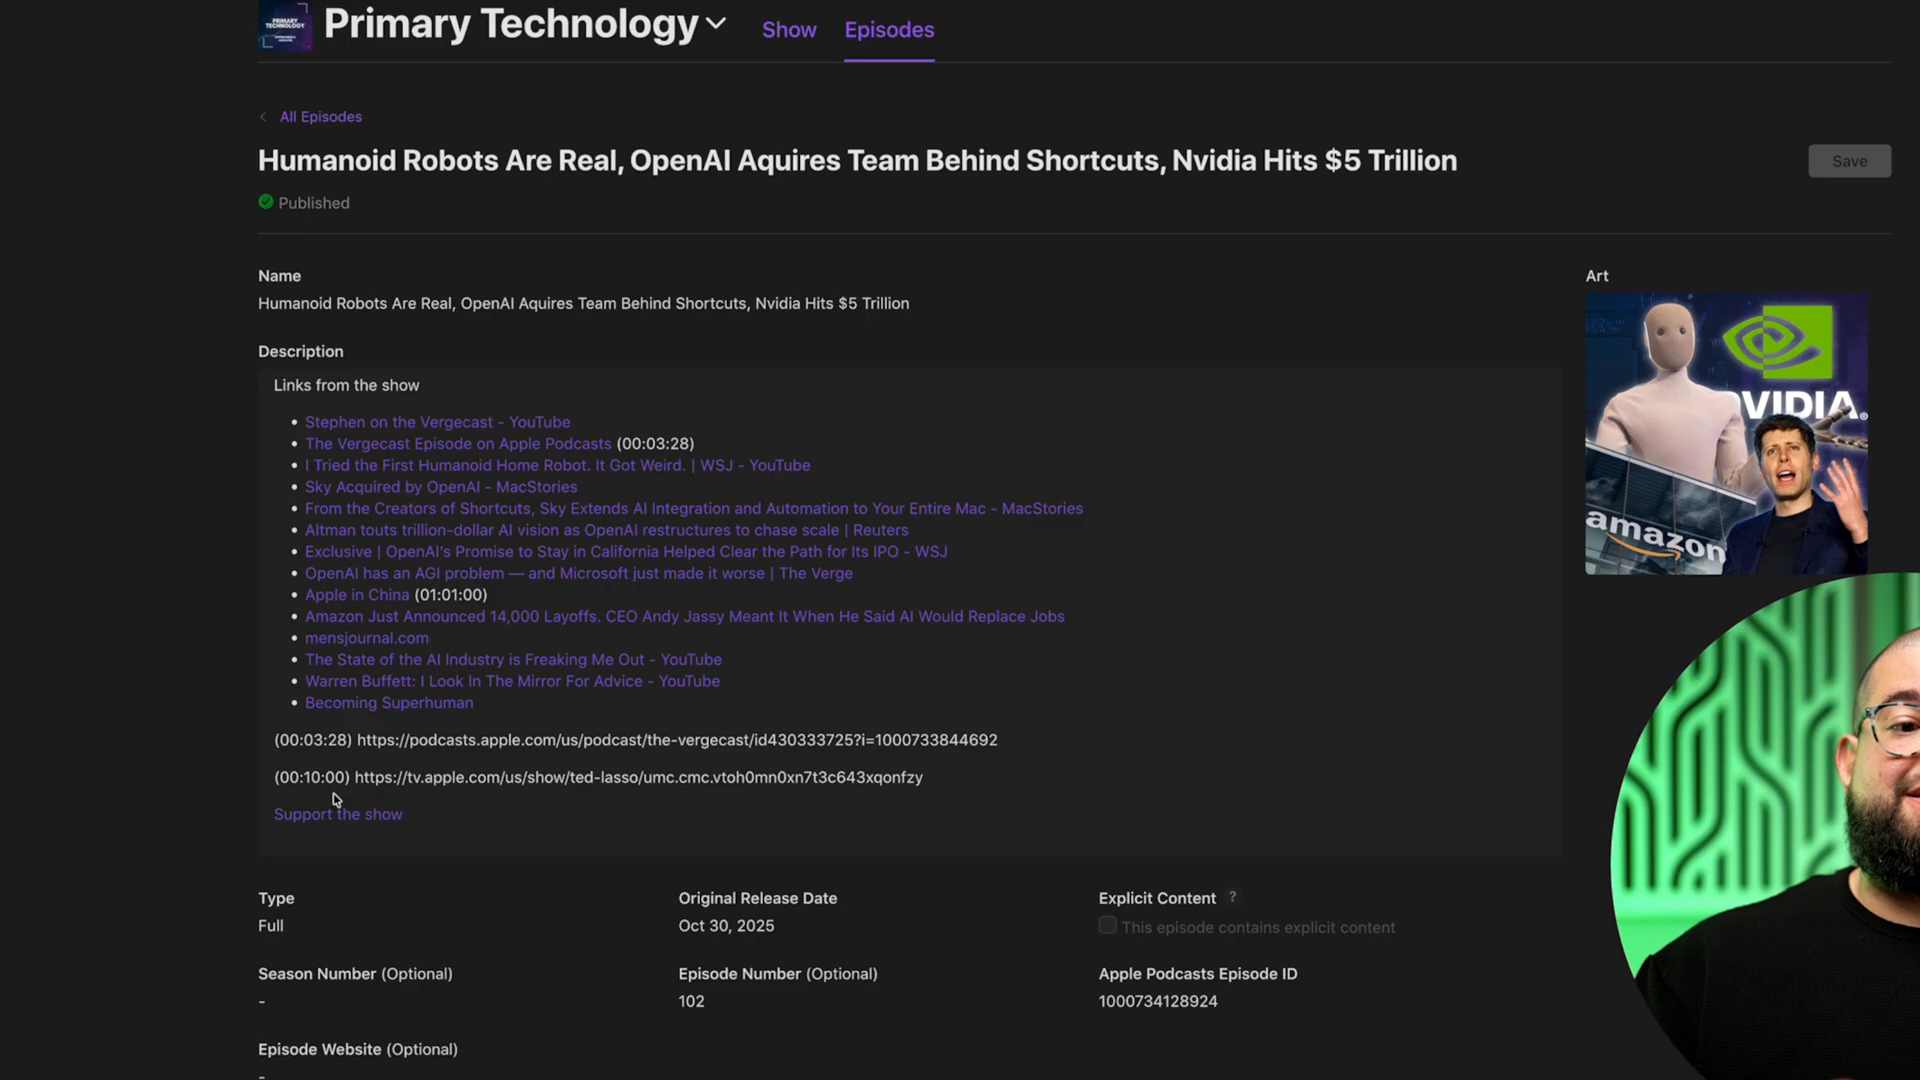 PRIMARY
TECHNOLOGY
Primary Technology
Show
Episodes
All Episodes
Humanoid Robots Are Real, OpenAI Aquires Team Behind Shortcuts, Nvidia Hits $5 Trillion
Save
Published
Name
Humanoid Robots Are Real, OpenAI Aquires Team Behind Shortcuts, Nvidia Hits $5 Trillion
Art
NVIDIA®
amazon
Description
Links from the show
• Stephen on the Vergecast - YouTube
• The Vergecast Episode on Apple Podcasts (00:03:28)
• I Tried the First Humanoid Home Robot. It Got Weird. | WSJ - YouTube
• Sky Acquired by OpenAI - MacStories
• From the Creators of Shortcuts, Sky Extends AI Integration and Automation to Your Entire Mac - MacStories
• Altman touts trillion-dollar AI vision as OpenAI restructures to chase scale | Reuters
• Exclusive | OpenAI’s Promise to Stay in California Helped Clear the Path for Its IPO - WSJ
• OpenAI has an AGI problem — and Microsoft just made it worse | The Verge
• Apple in China (01:01:00)
• Amazon Just Announced 14,000 Layoffs. CEO Andy Jassy Meant It When He Said AI Would Replace Jobs
• mensjournal.com
• The State of the AI Industry is Freaking Me Out - YouTube
• Warren Buffett: I Look In The Mirror For Advice - YouTube
• Becoming Superhuman
(00:03:28) https://podcasts.apple.com/us/podcast/the-vergecast/id430333725?i=1000733844692
(00:10:00) https://tv.apple.com/us/show/ted-lasso/umc.cmc.vtoh0mn0xn7t3c643xqonfzy
Support the show
Type
Full
Original Release Date
Oct 30, 2025
Explicit Content ?
This episode contains explicit content
Season Number (Optional)
-
Episode Number (Optional)
102
Apple Podcasts Episode ID
1000734128924
Episode Website (Optional)
-